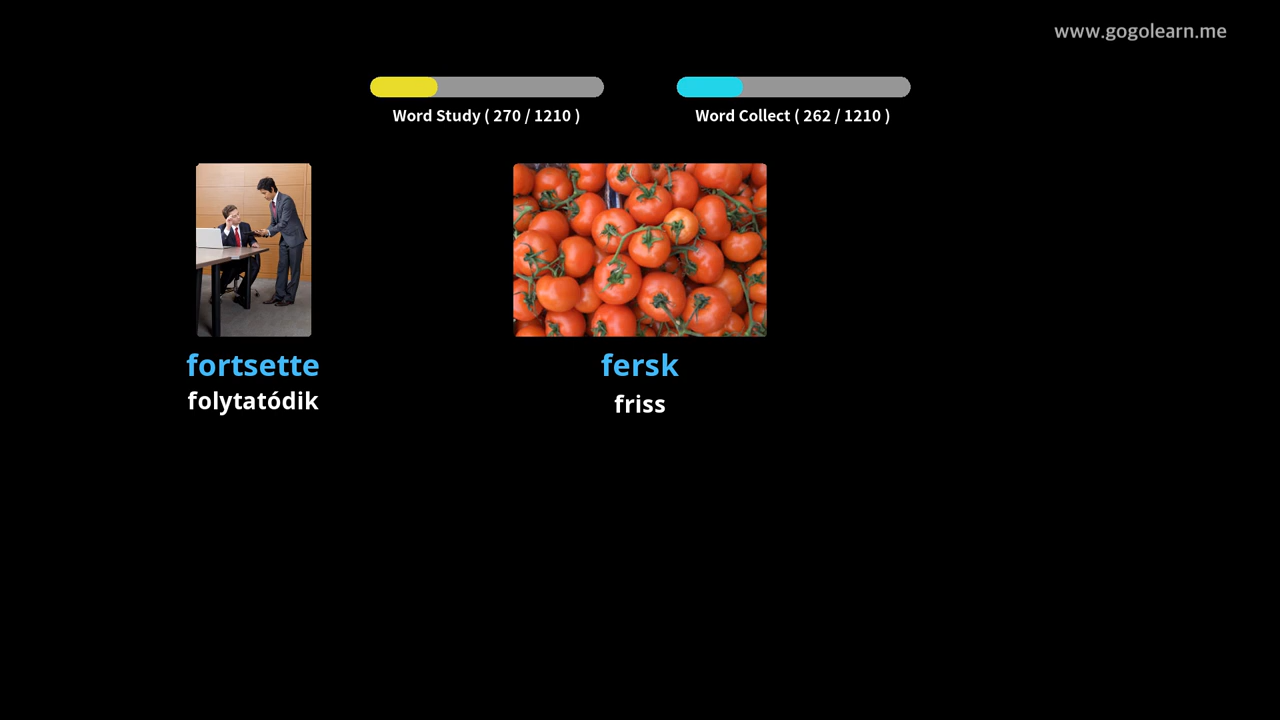 www.gogolearn.me
Word Study ( 270 / 1210 )
Word Collect ( 262 / 1210 )
fortsette
folytatódik
fersk
friss